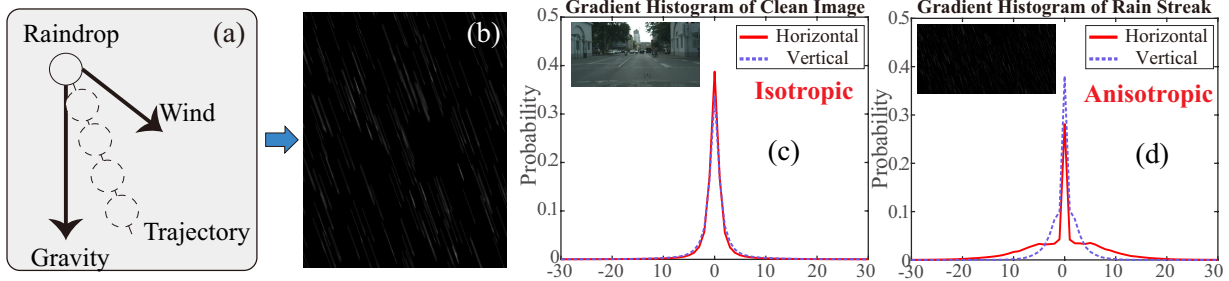 (a)
Raindrop
Wind
Trajectory
Gravity
(b)
Gradient Histogram of Clean Image
0.5
0.4
0.3
0.2
0.1
0
Probability
Horizontal
Vertical
Isotropic
(c)
-30 -20 -10 0 10 20 30
Gradient Histogram of Rain Streak
0.5
0.4
0.3
0.2
0.1
0
Probability
Horizontal
Vertical
Anisotropic
(d)
-30 -20 -10 0 10 20 30